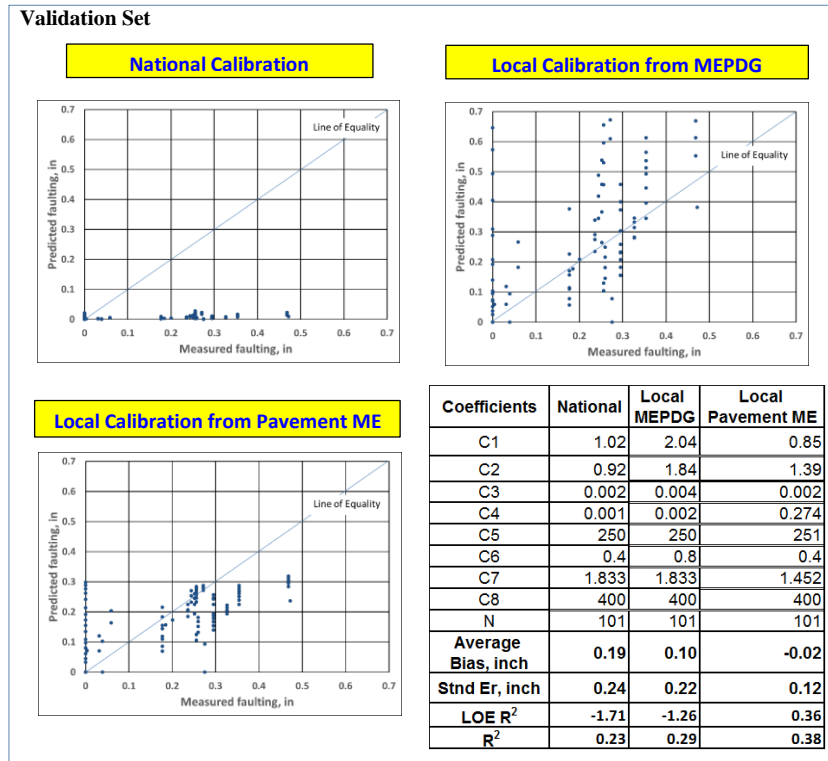 Validation Set
National Calibration
0.7
0.6
0.5
0.4
0.3
0.2
0.1
0
Predicted faulting, in
Line of Equality
0 0.1 0.2 0.3 0.4 0.5 0.6 0.7
Measured faulting, in
Local Calibration from MEPDG
0.7
0.6
0.5
0.4
0.3
0.2
0.1
0
Predicted faulting, in
Line of Equality
0 0.1 0.2 0.3 0.4 0.5 0.6 0.7
Measured faulting, in
Local Calibration from Pavement ME
0.7
0.6
0.5
0.4
0.3
0.2
0.1
0
Predicted faulting, in
Line of Equality
0 0.1 0.2 0.3 0.4 0.5 0.6 0.7
Measured faulting, in
Coefficients National Local MEPDG Local Pavement ME
C1 1.02 2.04 0.85
C2 0.92 1.84 1.39
C3 0.002 0.004 0.002
C4 0.001 0.002 0.274
C5 250 250 251
C6 0.4 0.8 0.4
C7 1.833 1.833 1.452
C8 400 400 400
N 101 101 101
Average Bias, inch 0.19 0.10 -0.02
Stnd Er, inch 0.24 0.22 0.12
LOE R² -1.71 -1.26 0.36
R² 0.23 0.29 0.38